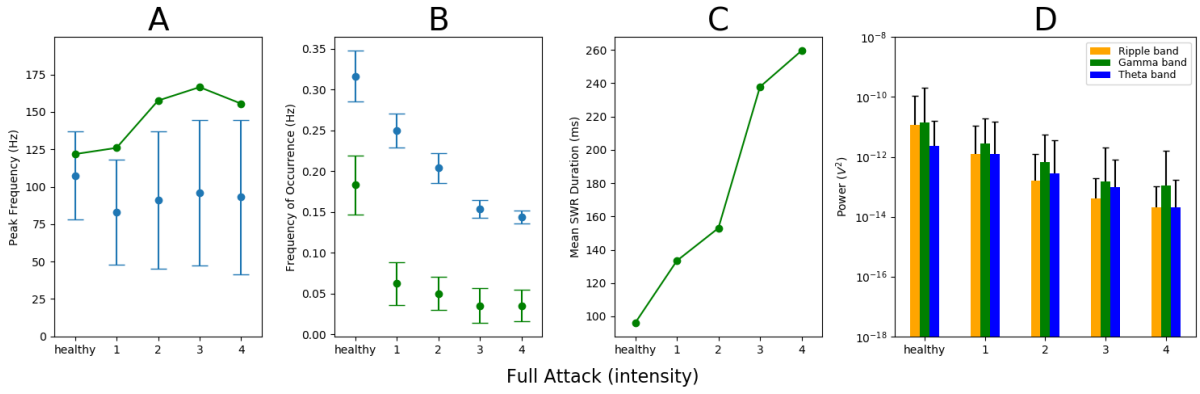 A
B
C
D
Peak Frequency (Hz)
175
150
125
100
75
50
25
0
healthy 1 2 3 4
Frequency of Occurrence (Hz)
0.35
0.30
0.25
0.20
0.15
0.10
0.05
0.00
healthy 1 2 3 4
Mean SWR Duration (ms)
260
240
220
200
180
160
140
120
100
healthy 1 2 3 4
Power (V²)
10⁻⁸
10⁻¹⁰
10⁻¹²
10⁻¹⁴
10⁻¹⁶
10⁻¹⁸
Ripple band
Gamma band
Theta band
healthy 1 2 3 4
Full Attack (intensity)